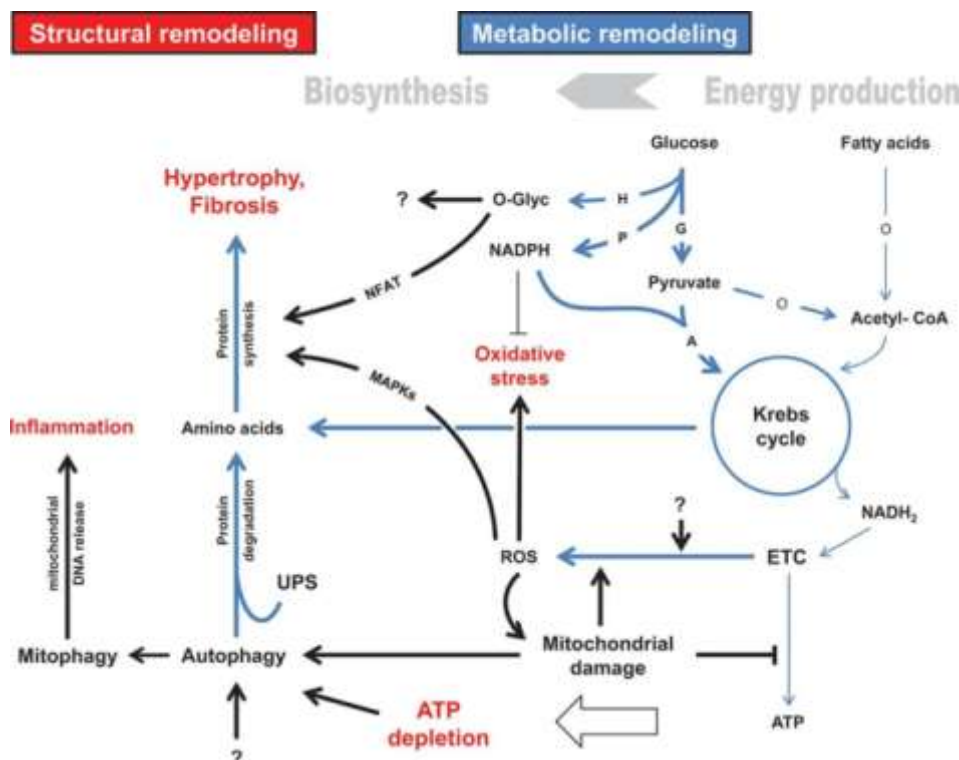 Structural remodeling
Metabolic remodeling
Biosynthesis
Energy production
Glucose
Fatty acids
Hypertrophy,
Fibrosis
?
O-Glyc
H
P
G
O
NADPH
NFAT
Pyruvate
O
Acetyl- CoA
A
Protein
synthesis
MAPKs
Oxidative
stress
Krebs
cycle
Inflammation
Amino acids
mitochondrial
DNA release
Protein
degradation
?
NADH2
ROS
ETC
UPS
Mitophagy
Autophagy
Mitochondrial
damage
ATP
depletion
ATP
?